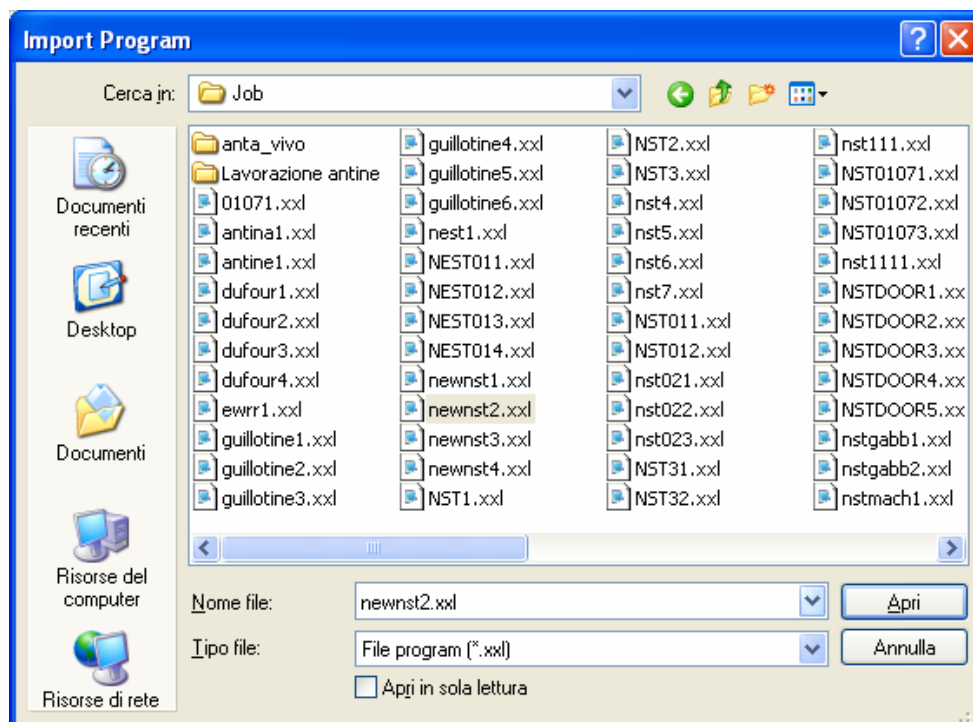 Import Program
Cerca in:
Job
Documenti
recenti
Desktop
Documenti
Risorse del
computer
Risorse di rete
anta_vivo
Lavorazione antine
01071.xxl
antina1.xxl
antine1.xxl
dufour1.xxl
dufour2.xxl
dufour3.xxl
dufour4.xxl
ewrr1.xxl
guillotine1.xxl
guillotine2.xxl
guillotine3.xxl
guillotine4.xxl
guillotine5.xxl
guillotine6.xxl
nest1.xxl
NEST011.xxl
NEST012.xxl
NEST013.xxl
NEST014.xxl
newnst1.xxl
newnst2.xxl
newnst3.xxl
newnst4.xxl
NST1.xxl
NST2.xxl
NST3.xxl
nst4.xxl
nst5.xxl
nst6.xxl
nst7.xxl
NST011.xxl
NST012.xxl
nst021.xxl
nst022.xxl
nst023.xxl
NST31.xxl
NST32.xxl
nst111.xxl
NST01071.xxl
NST01072.xxl
NST01073.xxl
nst1111.xxl
NSTDOOR1.xx
NSTDOOR2.xx
NSTDOOR3.xx
NSTDOOR4.xx
NSTDOOR5.xx
nstgabb1.xxl
nstgabb2.xxl
nstmach1.xxl
Nome file:
newnst2.xxl
Apri
Tipo file:
File program (*.xxl)
Annulla
Apri in sola lettura